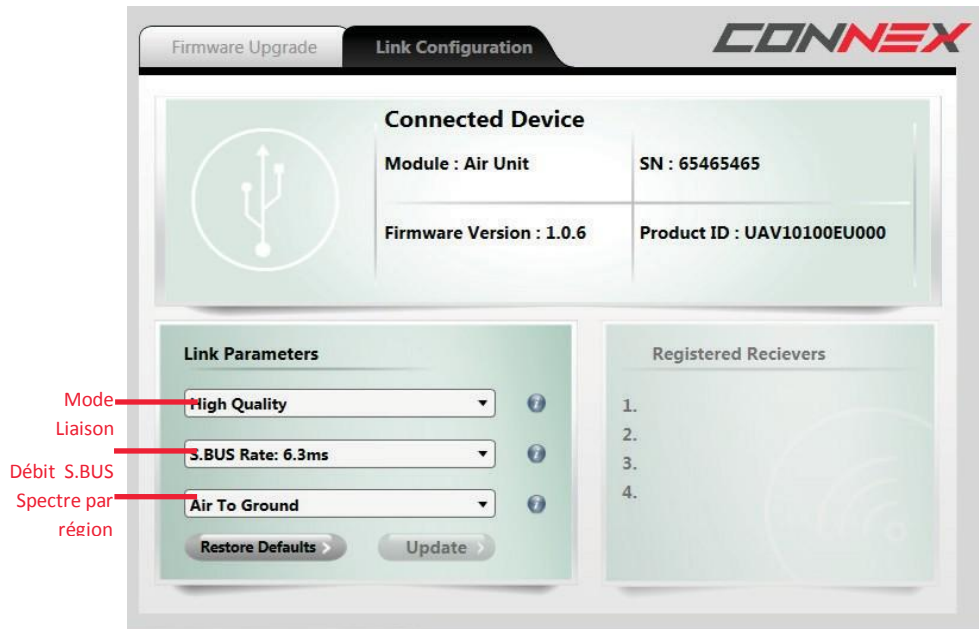 Firmware Upgrade
Link Configuration
CONNEX
Connected Device
Module : Air Unit
SN : 65465465
Firmware Version : 1.0.6
Product ID : UAV10100EU000
Link Parameters
Registered Recievers
Mode
Liaison
High Quality
Débit S.BUS
S.BUS Rate: 6.3ms
Spectre par
région
Air To Ground
1.
2.
3.
4.
Restore Defaults
Update